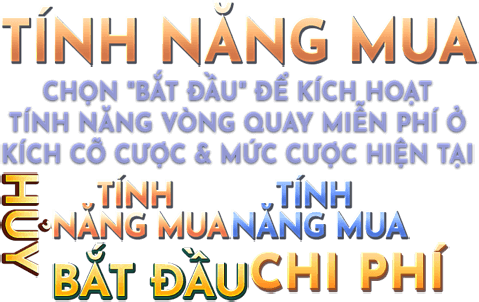 TÍNH NĂNG MUA
CHỌN "BẮT ĐẦU" ĐỂ KÍCH HOẠT
TÍNH NĂNG VÒNG QUAY MIỄN PHÍ Ở
KÍCH CỠ CƯỢC & MỨC CƯỢC HIỆN TẠI
HỦY
TÍNH
NĂNG MUA
TÍNH
NĂNG MUA
BẮT ĐẦU
CHI PHÍ